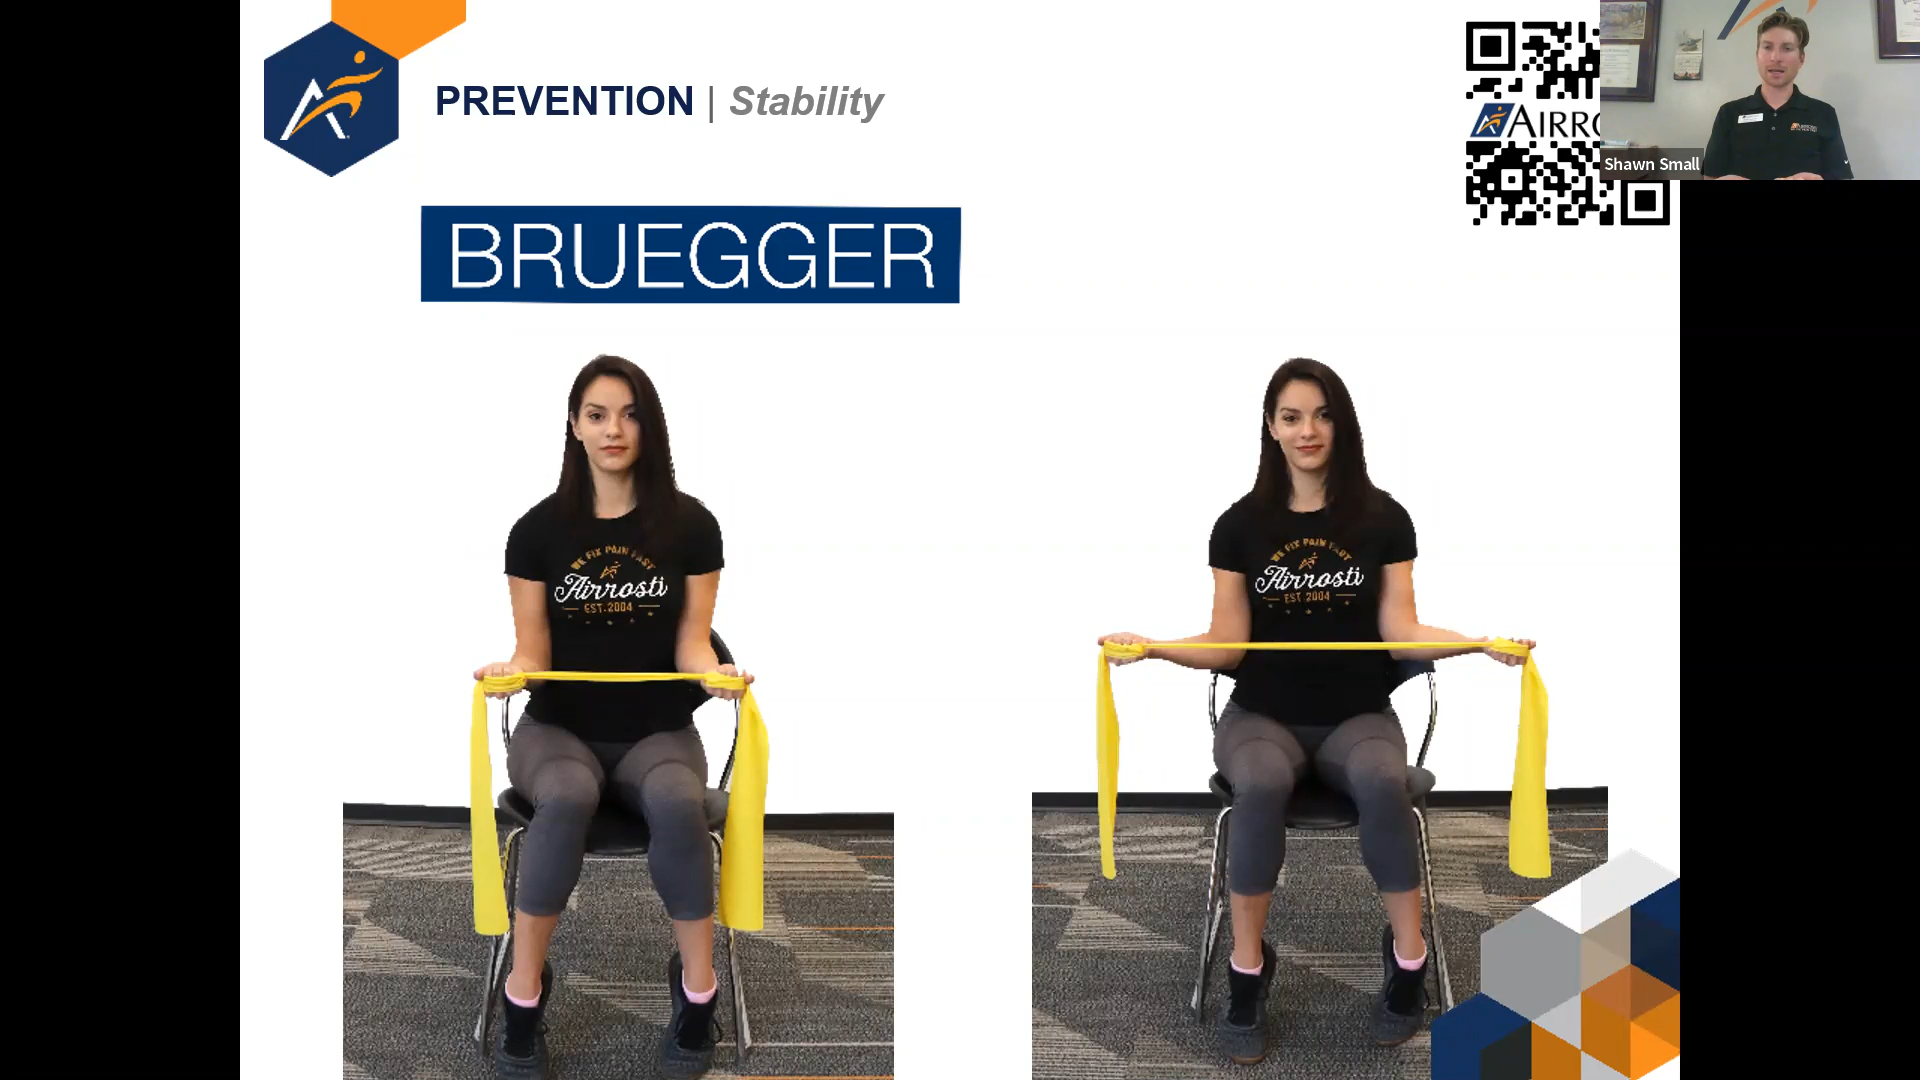 PREVENTION | Stability
AIRRO
Shawn Small
BRUEGGER
WE FIX PAIN FAST
Airrosti
EST. 2004
WE FIX PAIN FAST
Airrosti
EST. 2004